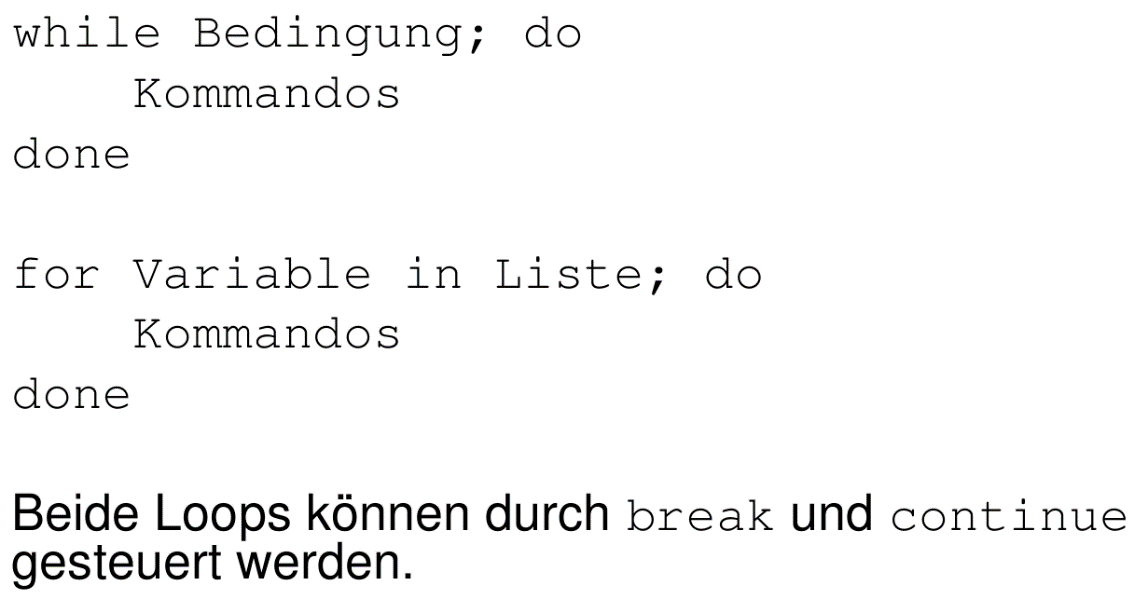 while Bedingung; do
    Kommandos
done

for Variable in Liste; do
    Kommandos
done

Beide Loops können durch break und continue
gesteuert werden.